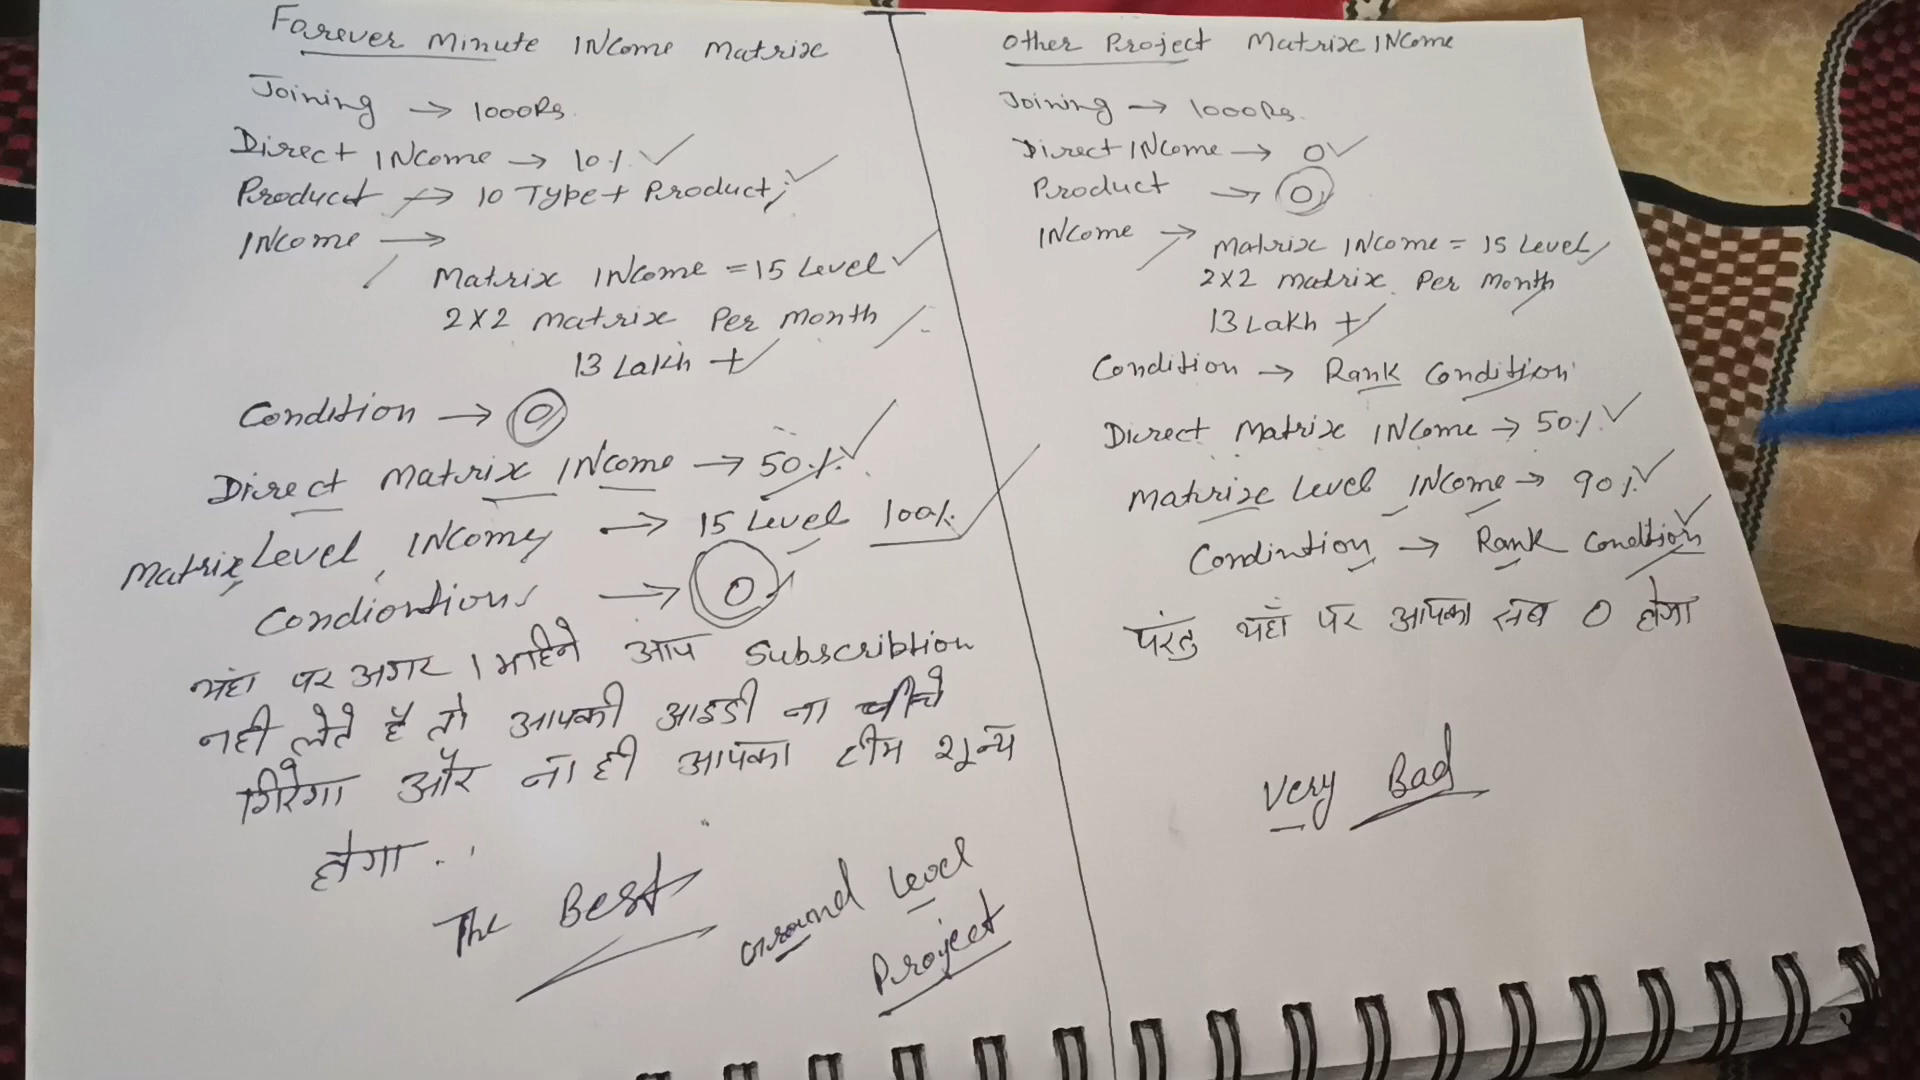 Forever Minute INcome Matrix
Joining → 1000Rs.
Direct INcome → 10%
Product → 10 Type+ Product
INcome →
Matrix INcome = 15 Level
2X2 matrix Per month
13 Lakh +
Condition → 0
Direct Matrix INcome → 50%
Matrix Level INcome → 15 Level 100%
Condiontions → 0
यहां पर अगर 1 महिने आप Subscribtion
नही लेते है तो आपकी आइडी ना नीचे
गिरेगा और ना ही आपका टीम शून्य
होगा..
The Best
Ground Level
Project
Other Project Matrix INcome
Joining → 1000Rs.
Direct INcome → 0
Product → 0
INcome →
Matrix INcome = 15 Level
2X2 matrix Per Month
13 Lakh +
Condition → Rank Condition
Direct Matrix INcome → 50%
Matrix Level INcome → 90%
Condintion → Rank Condtion
परंतु यहाँ पर आपका सब 0 होगा
Very Bad